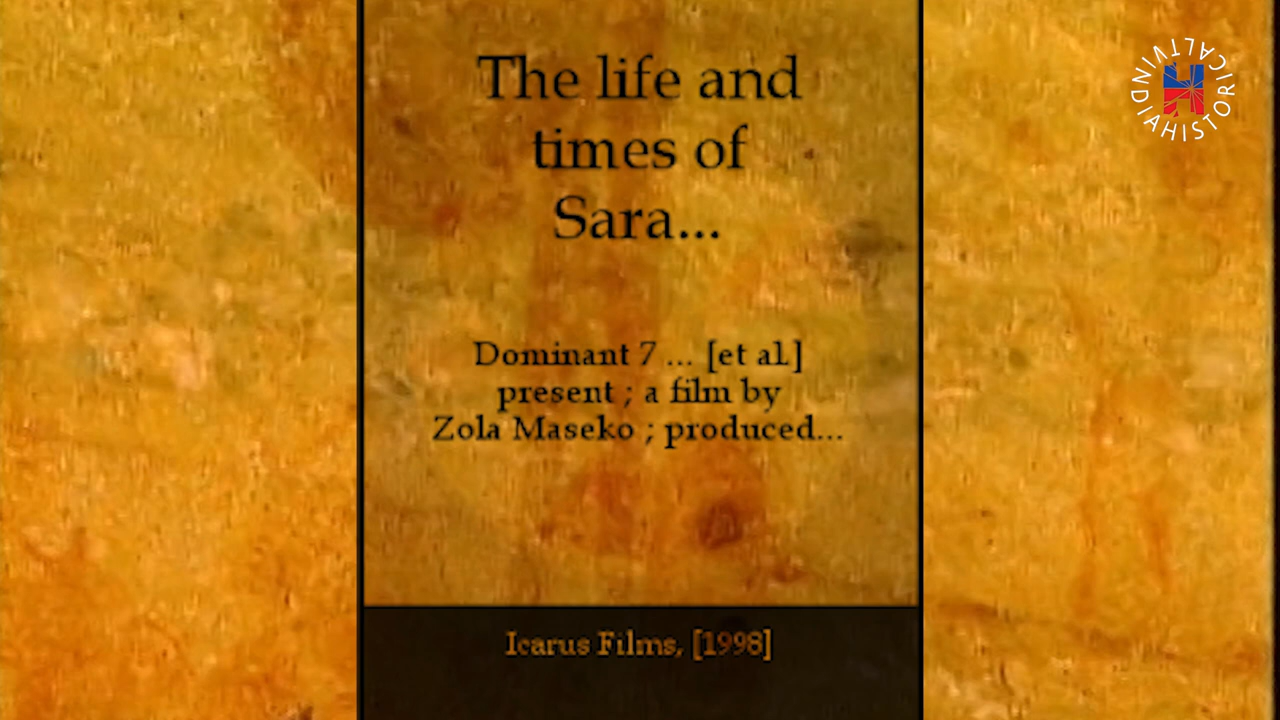 The life and
times of
Sara...
Dominant 7 ... [et al.]
present ; a film by
Zola Maseko ; produced...
Icarus Films, [1998]
INDIAHISTORICALTV
H